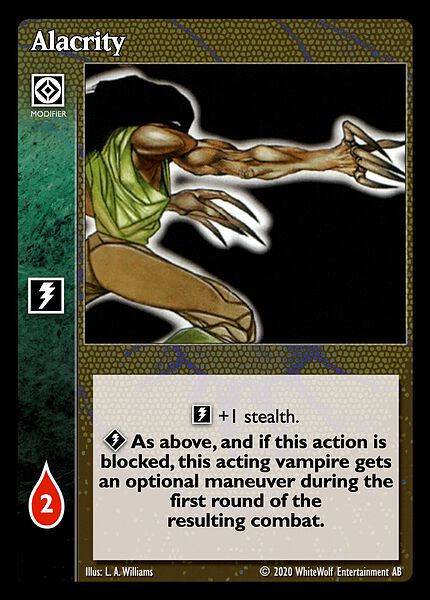 Alacrity
MODIFIER
+1 stealth.
As above, and if this action is
blocked, this acting vampire gets
an optional maneuver during the
first round of the
resulting combat.
2
Illus: L. A. Williams
© 2020 WhiteWolf Entertainment AB